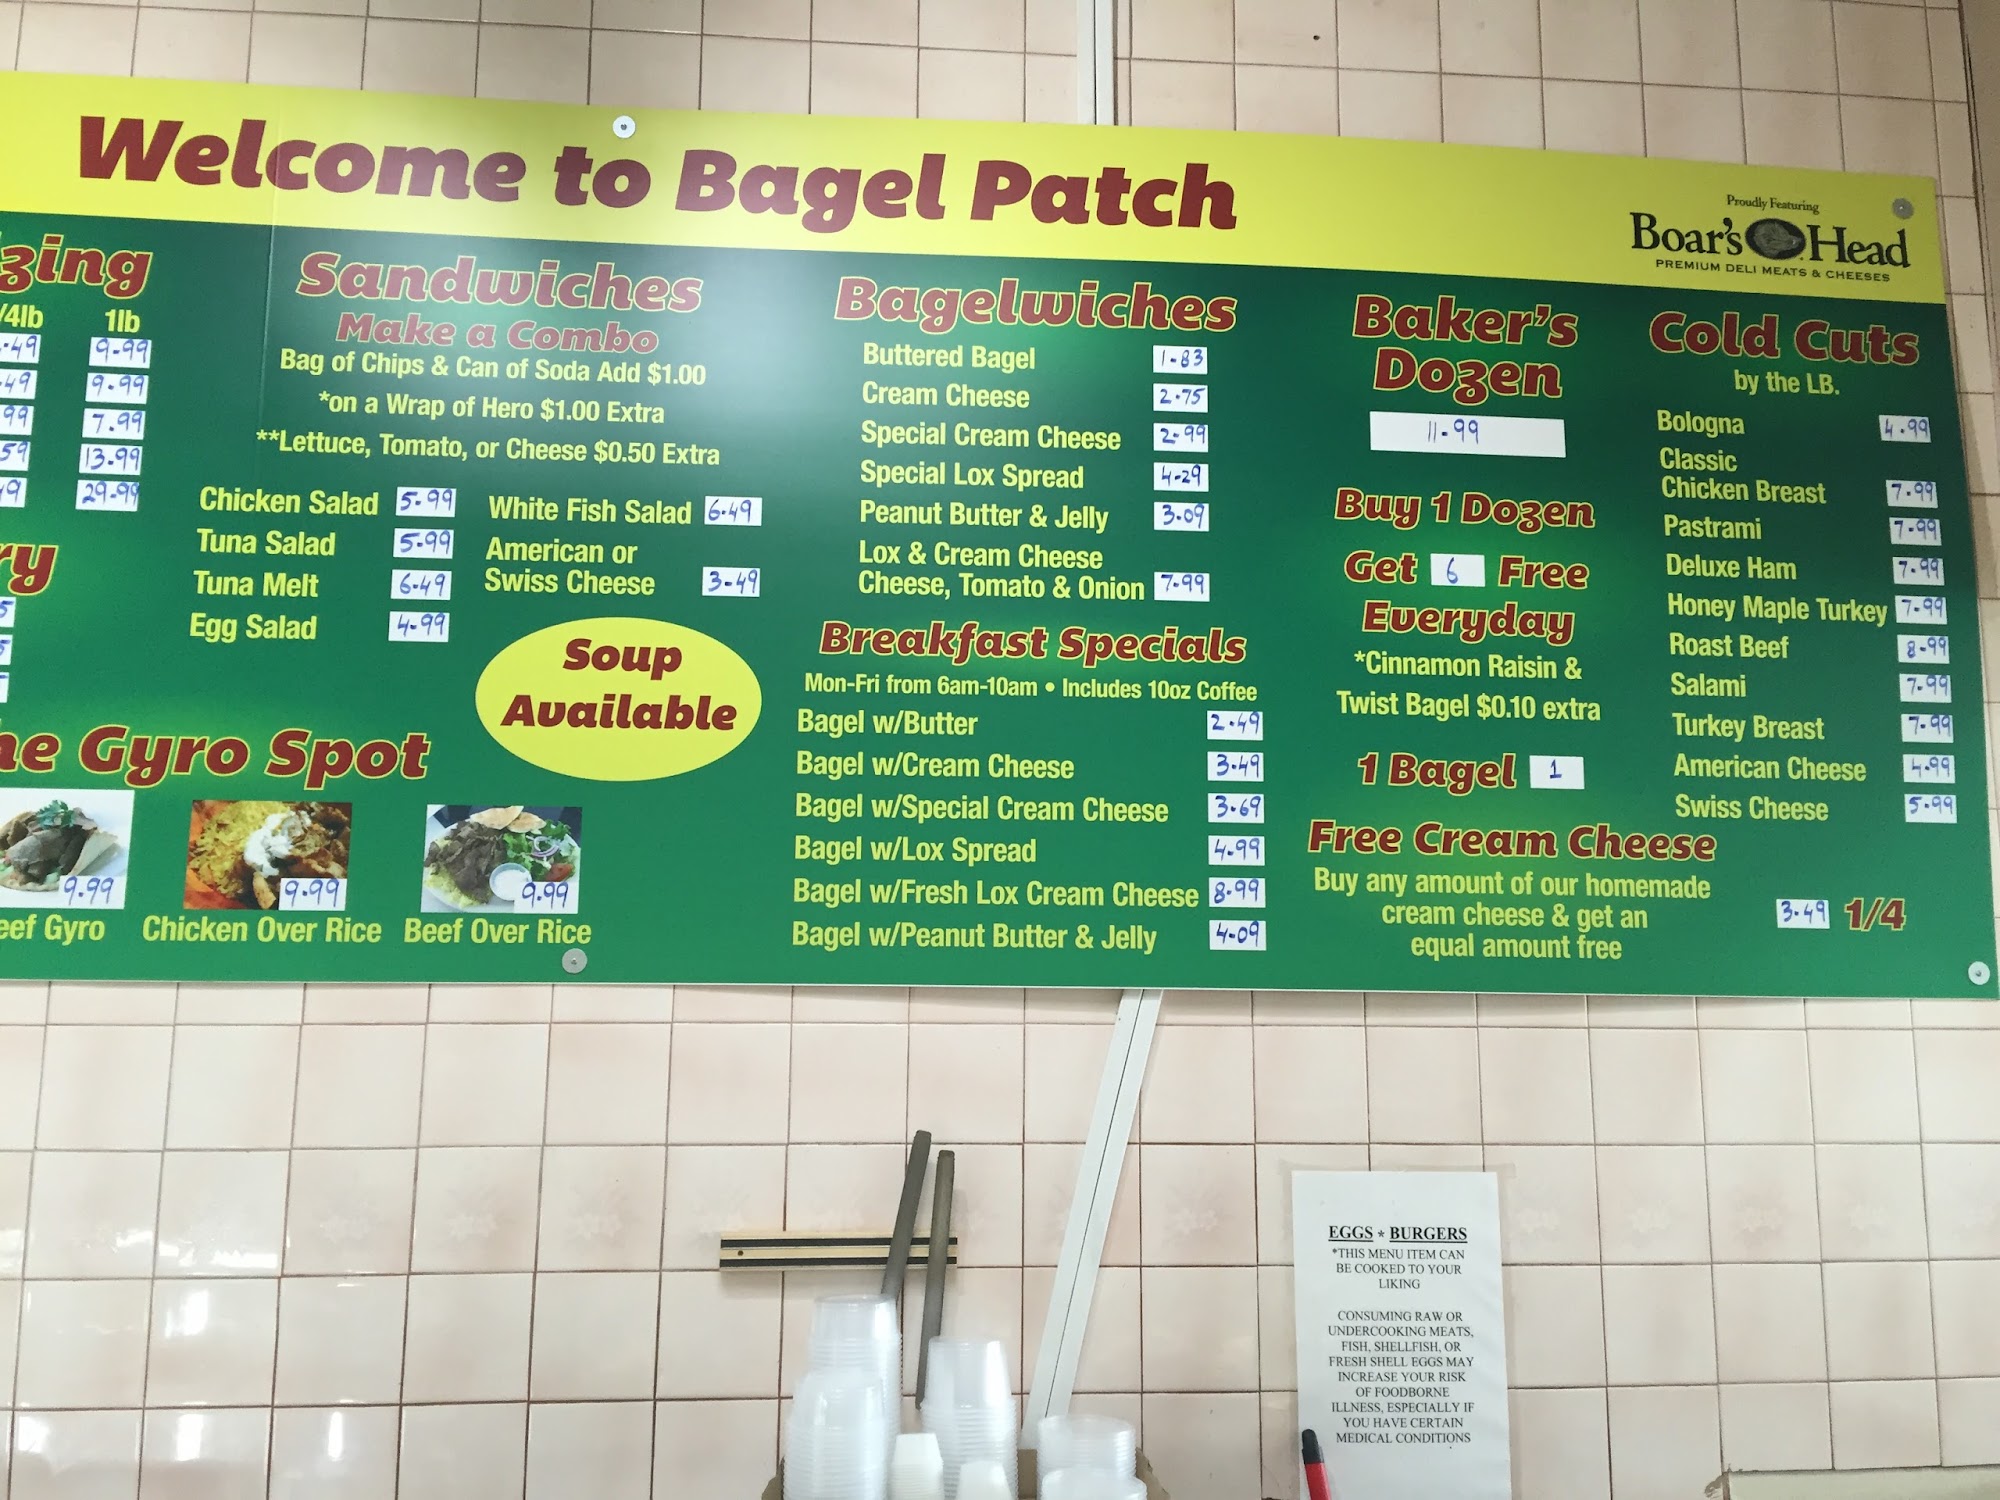 Welcome to Bagel Patch
Proudly Featuring
Boar's Head
PREMIUM DELI MEATS & CHEESES
1lb
9.99
9.99
7.99
13.99
29.99
Sandwiches
Make a Combo
Bag of Chips & Can of Soda Add $1.00
*on a Wrap of Hero $1.00 Extra
**Lettuce, Tomato, or Cheese $0.50 Extra
Chicken Salad 5.99
Tuna Salad 5.99
Tuna Melt 6.49
Egg Salad 4.99
White Fish Salad 6.49
American or
Swiss Cheese 3.49
Soup
Available
Gyro Spot
9.99
Gyro
9.99
Chicken Over Rice
9.99
Beef Over Rice
Bagelwiches
Buttered Bagel 1.83
Cream Cheese 2.75
Special Cream Cheese 2.99
Special Lox Spread 4.29
Peanut Butter & Jelly 3.09
Lox & Cream Cheese
Cheese, Tomato & Onion 7.99
Breakfast Specials
Mon-Fri from 6am-10am • Includes 10oz Coffee
Bagel w/Butter 2.49
Bagel w/Cream Cheese 3.49
Bagel w/Special Cream Cheese 3.69
Bagel w/Lox Spread 4.99
Bagel w/Fresh Lox Cream Cheese 8.99
Bagel w/Peanut Butter & Jelly 4.09
Baker's
Dozen
11.99
Buy 1 Dozen
Get 6 Free
Everyday
*Cinnamon Raisin &
Twist Bagel $0.10 extra
1 Bagel 1
Free Cream Cheese
Buy any amount of our homemade
cream cheese & get an
equal amount free
3.49 1/4
Cold Cuts
by the LB.
Bologna 4.99
Classic
Chicken Breast 7.99
Pastrami 7.99
Deluxe Ham 7.99
Honey Maple Turkey 7.99
Roast Beef 8.99
Salami 7.99
Turkey Breast 7.99
American Cheese 4.99
Swiss Cheese 5.99
EGGS * BURGERS
*THIS MENU ITEM CAN
BE COOKED TO YOUR
LIKING
CONSUMING RAW OR
UNDERCOOKING MEATS,
FISH, SHELLFISH, OR
FRESH SHELL EGGS MAY
INCREASE YOUR RISK
OF FOODBORNE
ILLNESS, ESPECIALLY IF
YOU HAVE CERTAIN
MEDICAL CONDITIONS